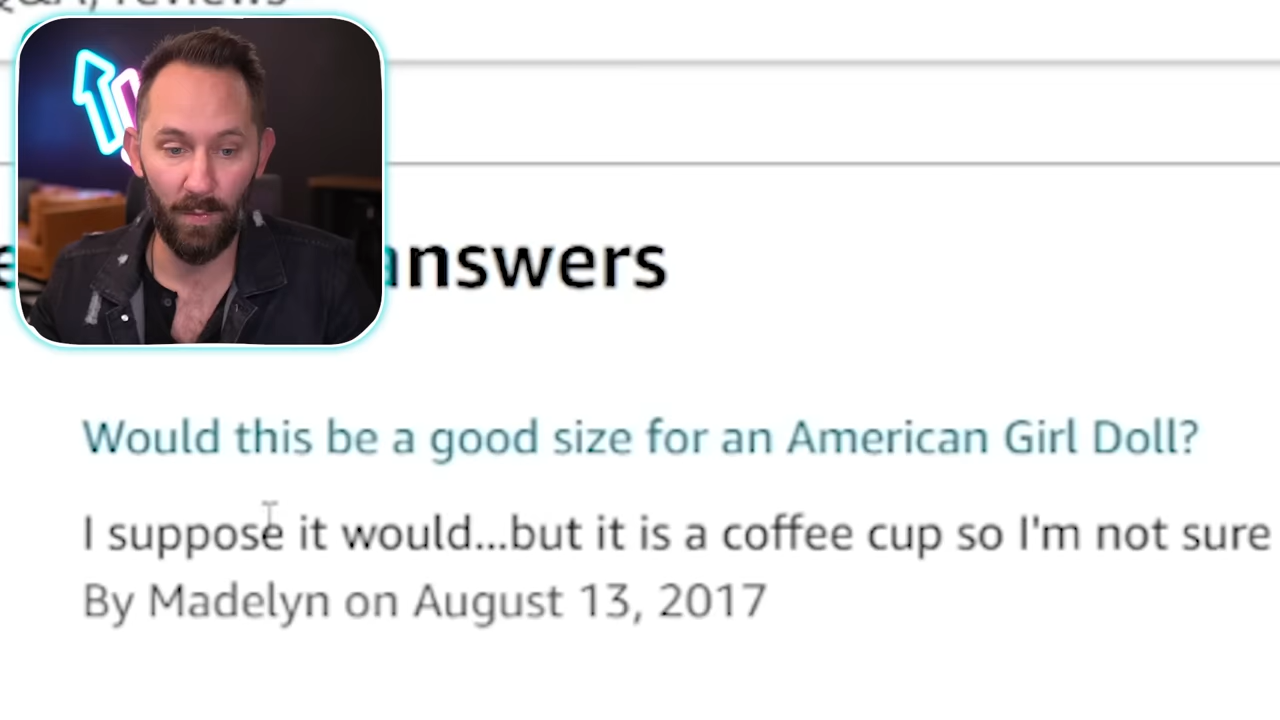 Q&A, reviews
answers
Would this be a good size for an American Girl Doll?
I suppose it would...but it is a coffee cup so I'm not sure
By Madelyn on August 13, 2017